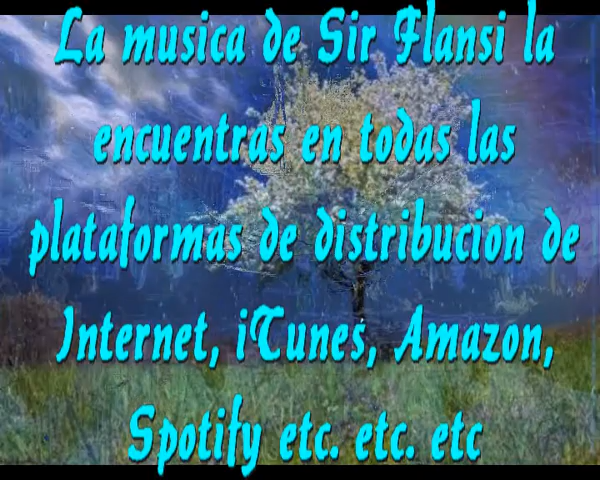 La musica de Sir Flansi la
encuentras en todas las
plataformas de distribucion de
Internet, iTunes, Amazon,
Spotify etc. etc. etc